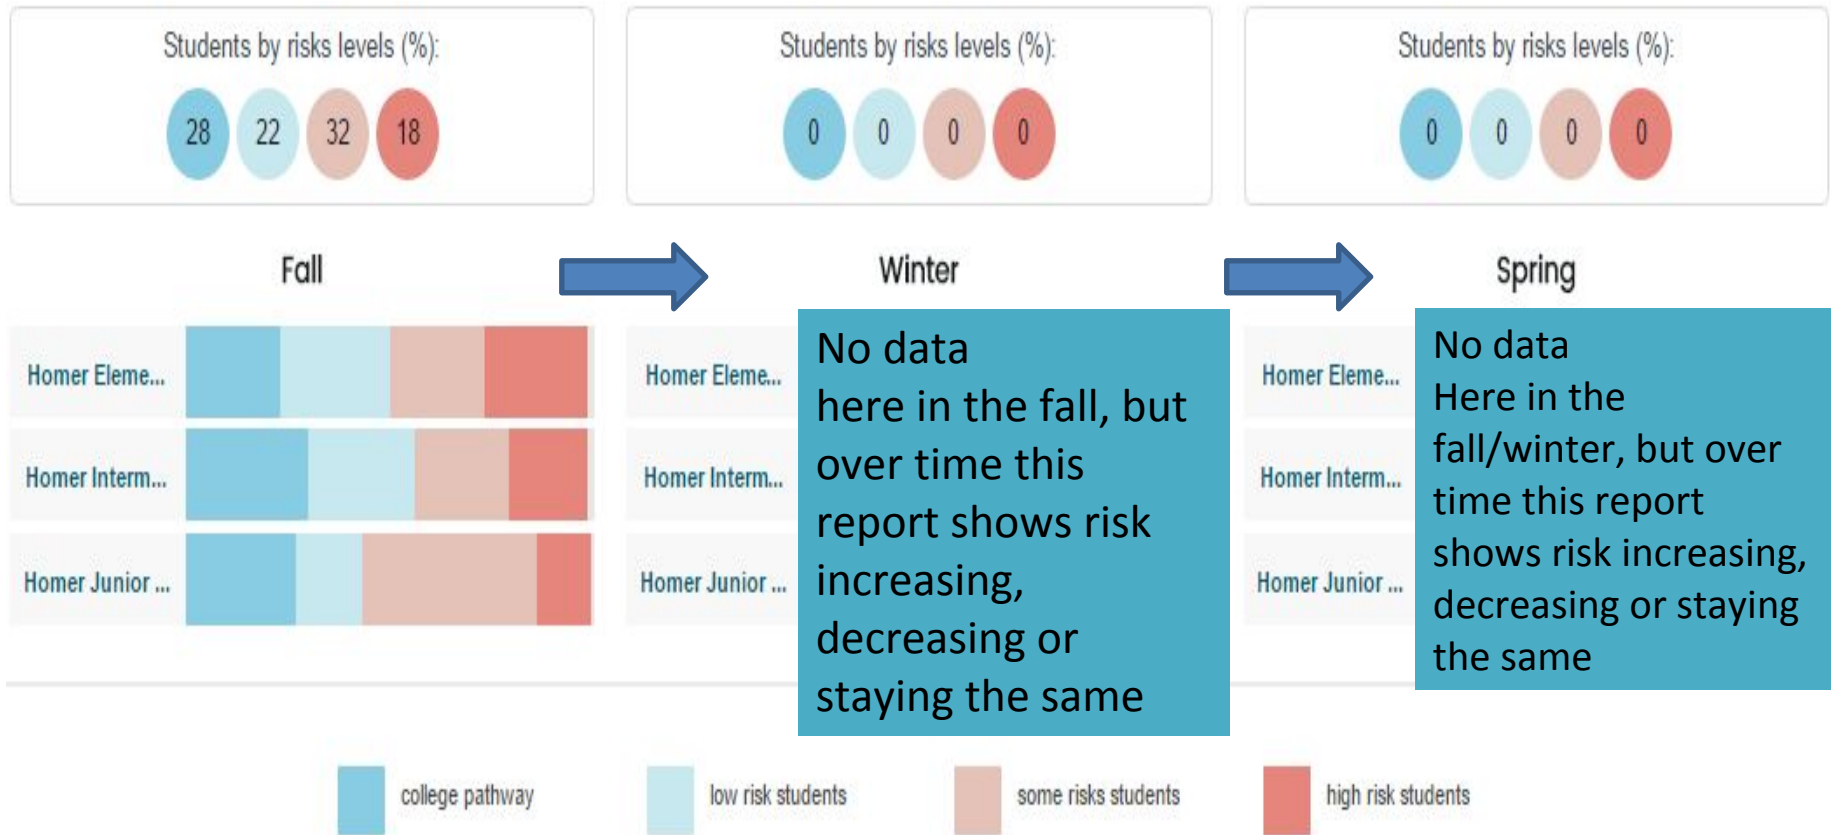 Students by risks levels (%):
28 22 32 18
Students by risks levels (%):
0 0 0 0
Students by risks levels (%):
0 0 0 0
Fall
Winter
Spring
Homer Eleme...
Homer Interm...
Homer Junior ...
Homer Eleme...
Homer Interm...
Homer Junior ...
No data
here in the fall, but
over time this
report shows risk
increasing,
decreasing or
staying the same
Homer Eleme...
Homer Interm...
Homer Junior ...
No data
Here in the
fall/winter, but over
time this report
shows risk increasing,
decreasing or staying
the same
college pathway
low risk students
some risks students
high risk students